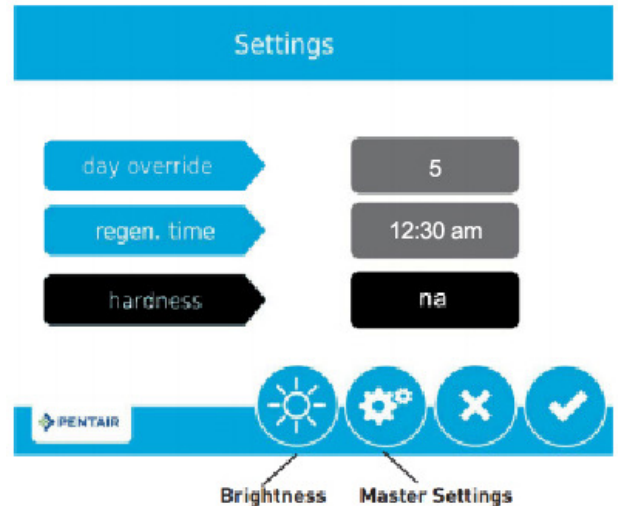 Settings
day override 5
regen. time 12:30 am
hardness na
PENTAIR
Brightness Master Settings